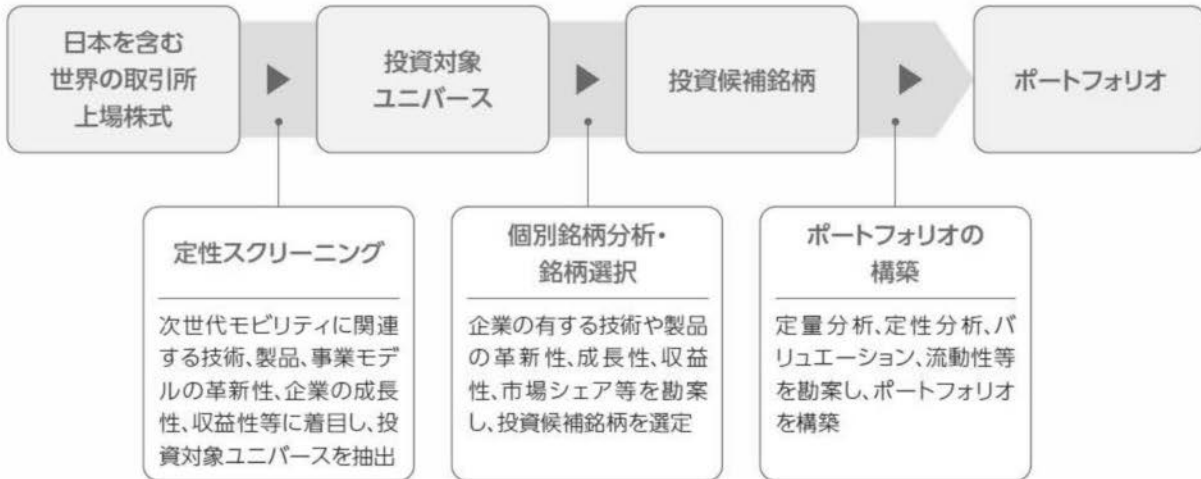 日本を含む
世界の取引所
上場株式
投資対象
ユニバース
投資候補銘柄
ポートフォリオ
定性スクリーニング
次世代モビリティに関連
する技術、製品、事業モデ
ルの革新性、企業の成長
性、収益性等に着目し、投
資対象ユニバースを抽出
個別銘柄分析・
銘柄選択
企業の有する技術や製品
の革新性、成長性、収益
性、市場シェア等を勘案
し、投資候補銘柄を選定
ポートフォリオの
構築
定量分析、定性分析、バ
リュエーション、流動性等
を勘案し、ポートフォリオ
を構築